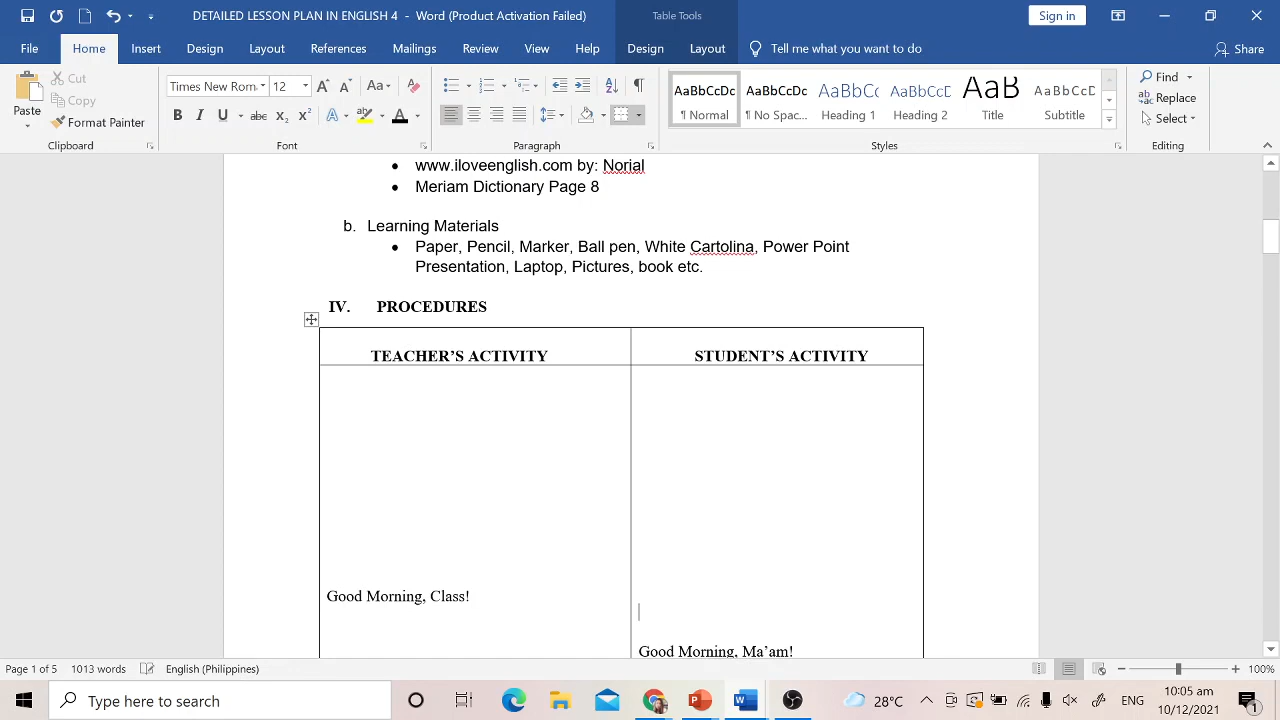 DETAILED LESSON PLAN IN ENGLISH 4 - Word (Product Activation Failed)
Table Tools
Sign in
File Home Insert Design Layout References Mailings Review View Help Design Layout Tell me what you want to do Share
Paste
Cut
Copy
Format Painter
Clipboard
Times New Rom 12
Font
Paragraph
AaBbCcDc AaBbCcDc AaBbCc AaBbCcD AaB AaBbCcD
¶ Normal ¶ No Spac... Heading 1 Heading 2 Title Subtitle
Styles
Find
Replace
Select
Editing
• www.iloveenglish.com by: Norial
• Meriam Dictionary Page 8
b. Learning Materials
• Paper, Pencil, Marker, Ball pen, White Cartolina, Power Point
Presentation, Laptop, Pictures, book etc.
IV. PROCEDURES
TEACHER’S ACTIVITY STUDENT’S ACTIVITY
Good Morning, Class!
Good Morning, Ma’am!
Page 1 of 5 1013 words English (Philippines) 100%
Type here to search
28°C ENG
10:05 am
10/12/2021
1